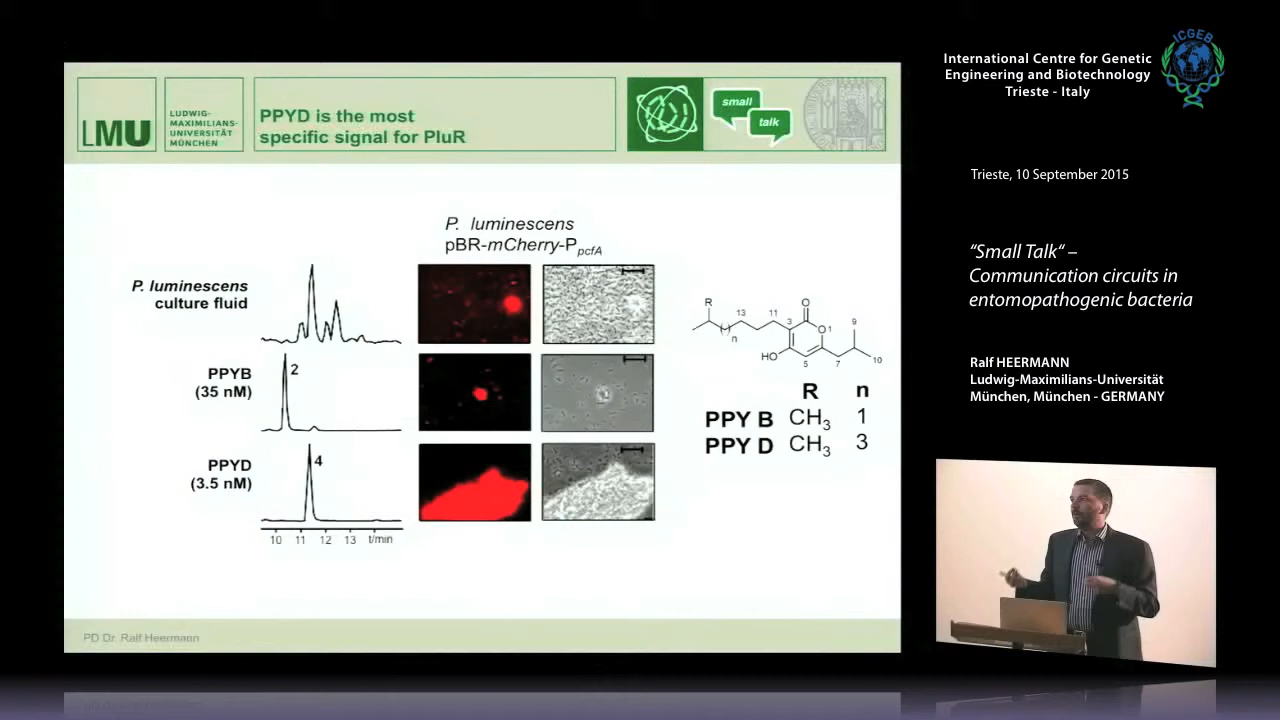 LMU
LUDWIG-
MAXIMILIANS-
UNIVERSITÄT
MÜNCHEN
PPYD is the most
specific signal for PluR
small
talk
P. luminescens
pBR-mCherry-PpcfA
P. luminescens
culture fluid
PPYB
(35 nM)
2
PPYD
(3.5 nM)
4
10 11 12 13 t/min
R
13
11
3
O
O
1
9
n
HO
5
7
10
R n
PPY B CH3 1
PPY D CH3 3
PD Dr. Ralf Heermann
International Centre for Genetic
Engineering and Biotechnology
Trieste - Italy
ICGEB
Trieste, 10 September 2015
“Small Talk“ –
Communication circuits in
entomopathogenic bacteria
Ralf HEERMANN
Ludwig-Maximilians-Universität
München, München - GERMANY